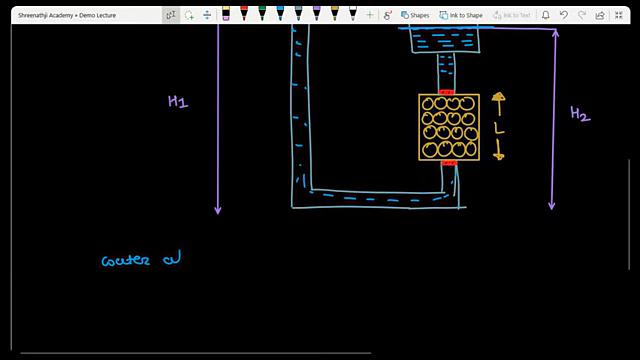 Shreenathji Academy » Demo Lecture
Shapes
Ink to Shape
Ink to Text
H1
L
H2
water